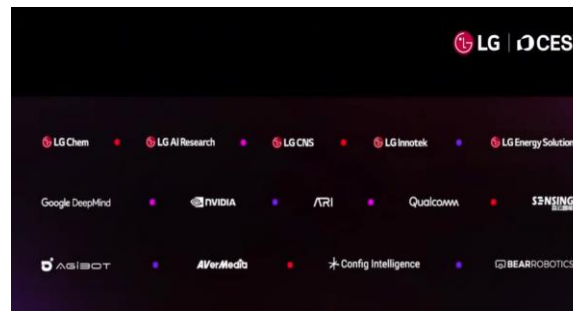 LG CES
LG Chem LG AI Research LG CNS LG Innotek LG Energy Solution
Google DeepMind NVIDIA ARI Qualcomm SENSING
AGIBOT AVerMedia Config Intelligence BEARROBOTICS